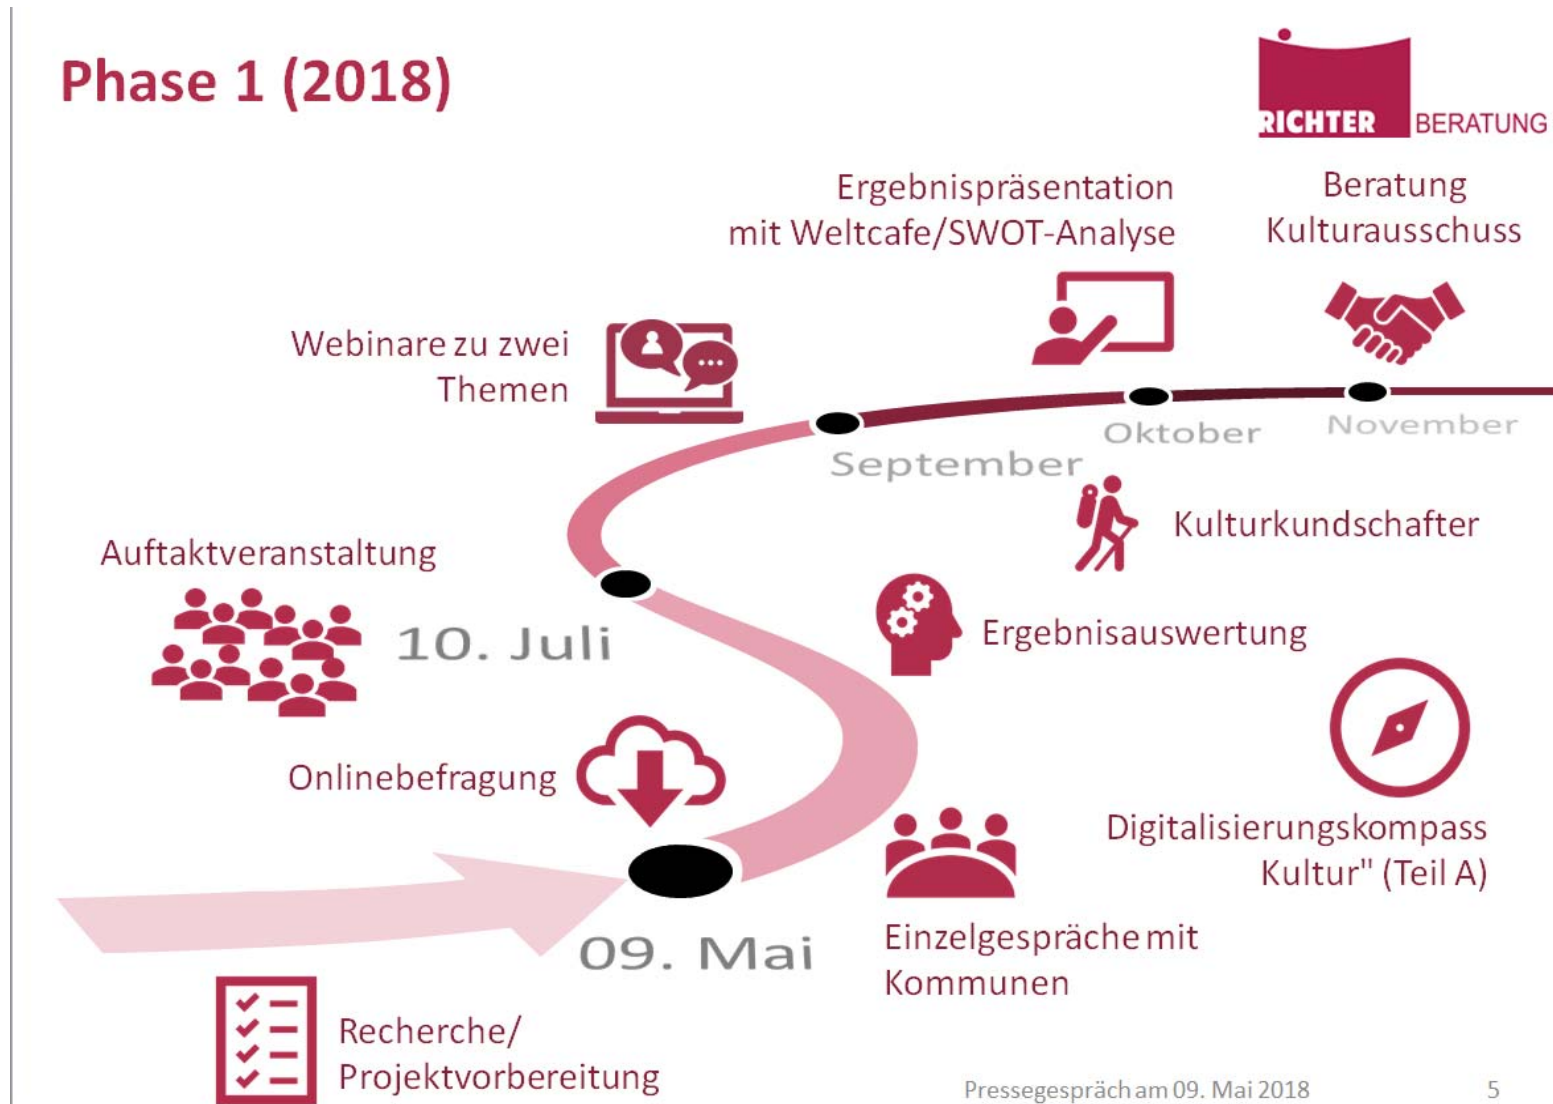 Phase 1 (2018)
RICHTER BERATUNG
Ergebnispräsentation
mit Weltcafe/SWOT-Analyse
Beratung
Kulturausschuss
Webinare zu zwei
Themen
September
Oktober
November
Kulturkundschafter
Auftaktveranstaltung
10. Juli
Ergebnisauswertung
Onlinebefragung
Digitalisierungskompass
Kultur" (Teil A)
09. Mai
Einzelgespräche mit
Kommunen
Recherche/
Projektvorbereitung
Pressegespräch am 09. Mai 2018
5